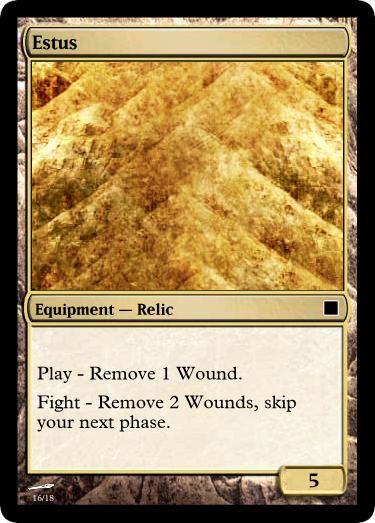 Estus
Equipment — Relic
Play - Remove 1 Wound.
Fight - Remove 2 Wounds, skip
your next phase.
5
16/18